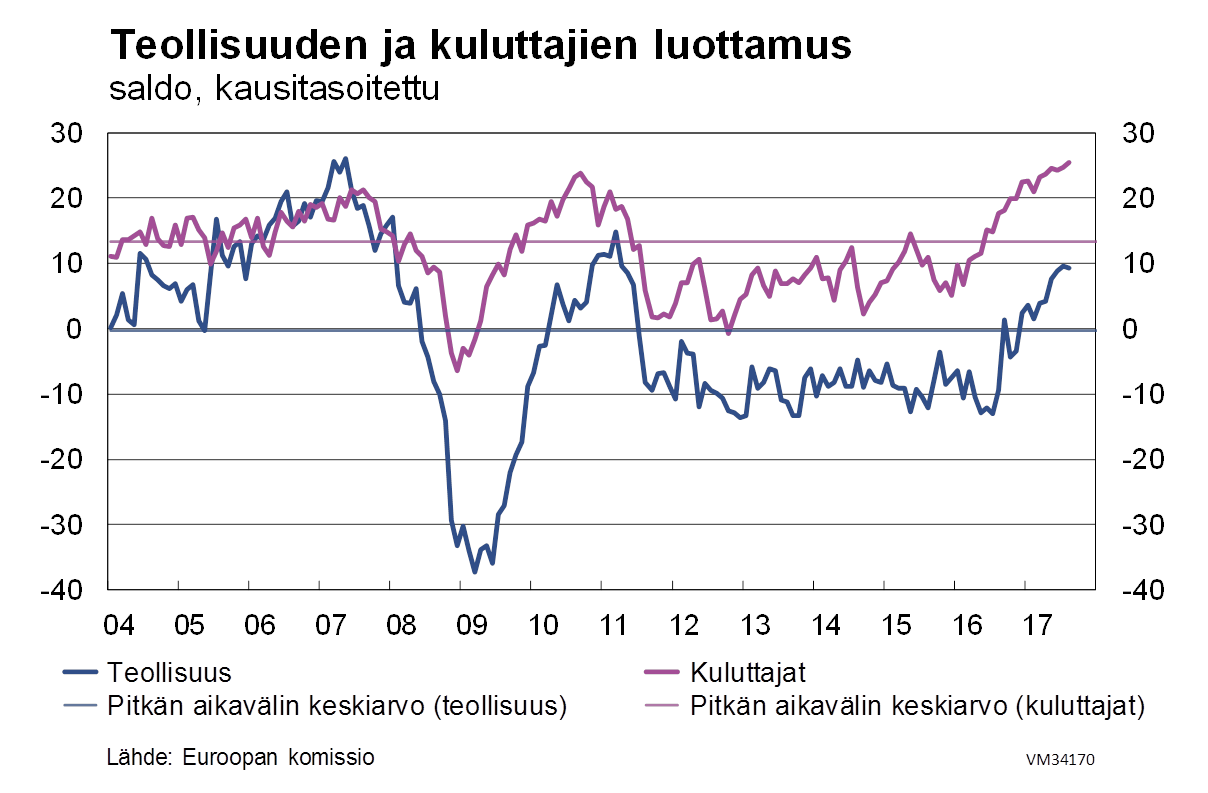 Teollisuuden ja kuluttajien luottamus
saldo, kausitasoitettu
30 30
20 20
10 10
0 0
-10 -10
-20 -20
-30 -30
-40 -40
04 05 06 07 08 09 10 11 12 13 14 15 16 17
Teollisuus Kuluttajat
Pitkän aikavälin keskiarvo (teollisuus) Pitkän aikavälin keskiarvo (kuluttajat)
Lähde: Euroopan komissio VM34170